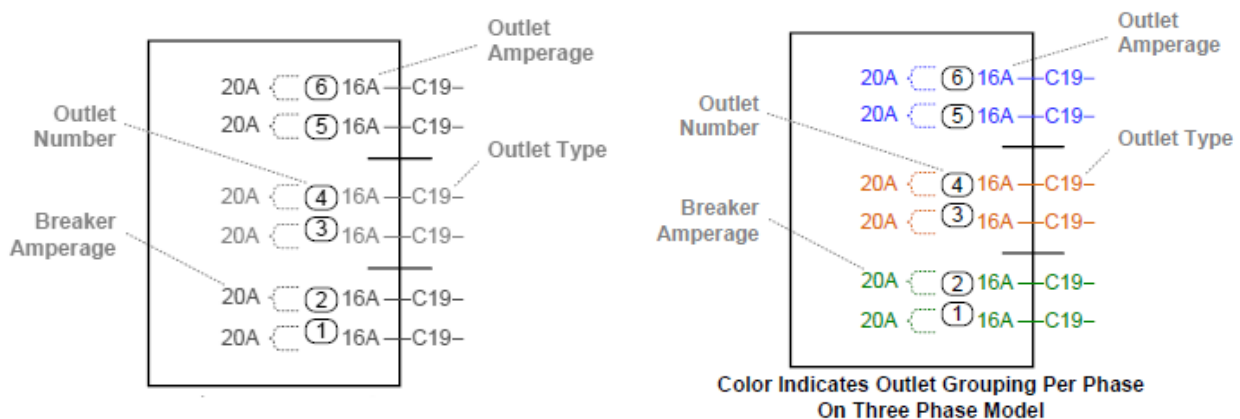 Outlet
Amperage
20A 6 16A C19
20A 5 16A C19
Outlet
Number
Outlet Type
20A 4 16A C19
20A 3 16A C19
Breaker
Amperage
20A 2 16A C19
20A 1 16A C19
Outlet
Amperage
20A 6 16A C19
20A 5 16A C19
Outlet
Number
Outlet Type
20A 4 16A C19
20A 3 16A C19
Breaker
Amperage
20A 2 16A C19
20A 1 16A C19
Color Indicates Outlet Grouping Per Phase
On Three Phase Model